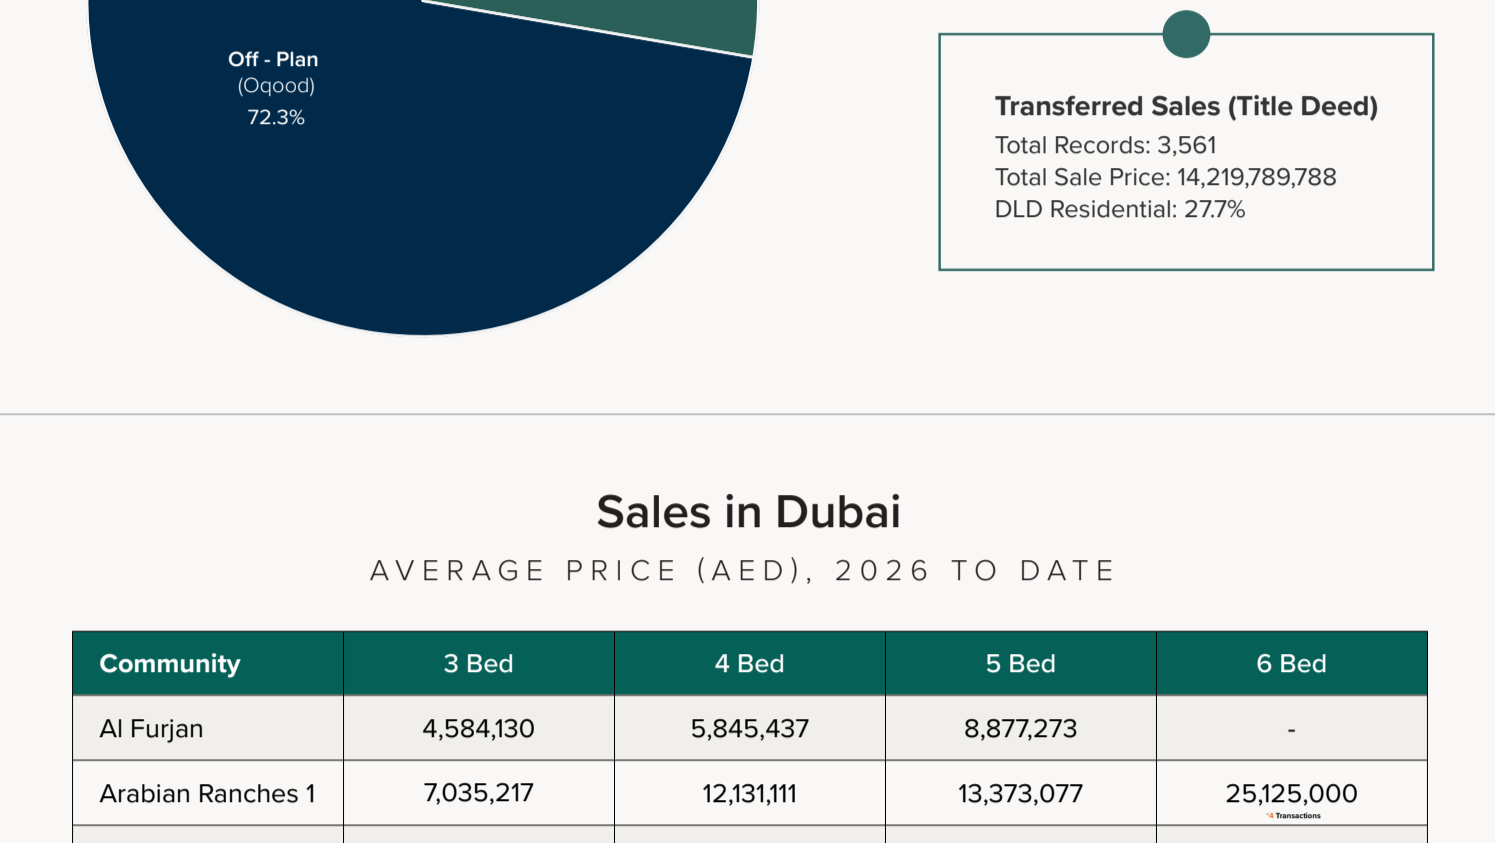 Off - Plan
(Oqood)
72.3%
Transferred Sales (Title Deed)
Total Records: 3,561
Total Sale Price: 14,219,789,788
DLD Residential: 27.7%
Sales in Dubai
AVERAGE PRICE (AED), 2026 TO DATE
Community 3 Bed 4 Bed 5 Bed 6 Bed
Al Furjan 4,584,130 5,845,437 8,877,273 -
Arabian Ranches 1 7,035,217 12,131,111 13,373,077 25,125,000
*4 Transactions